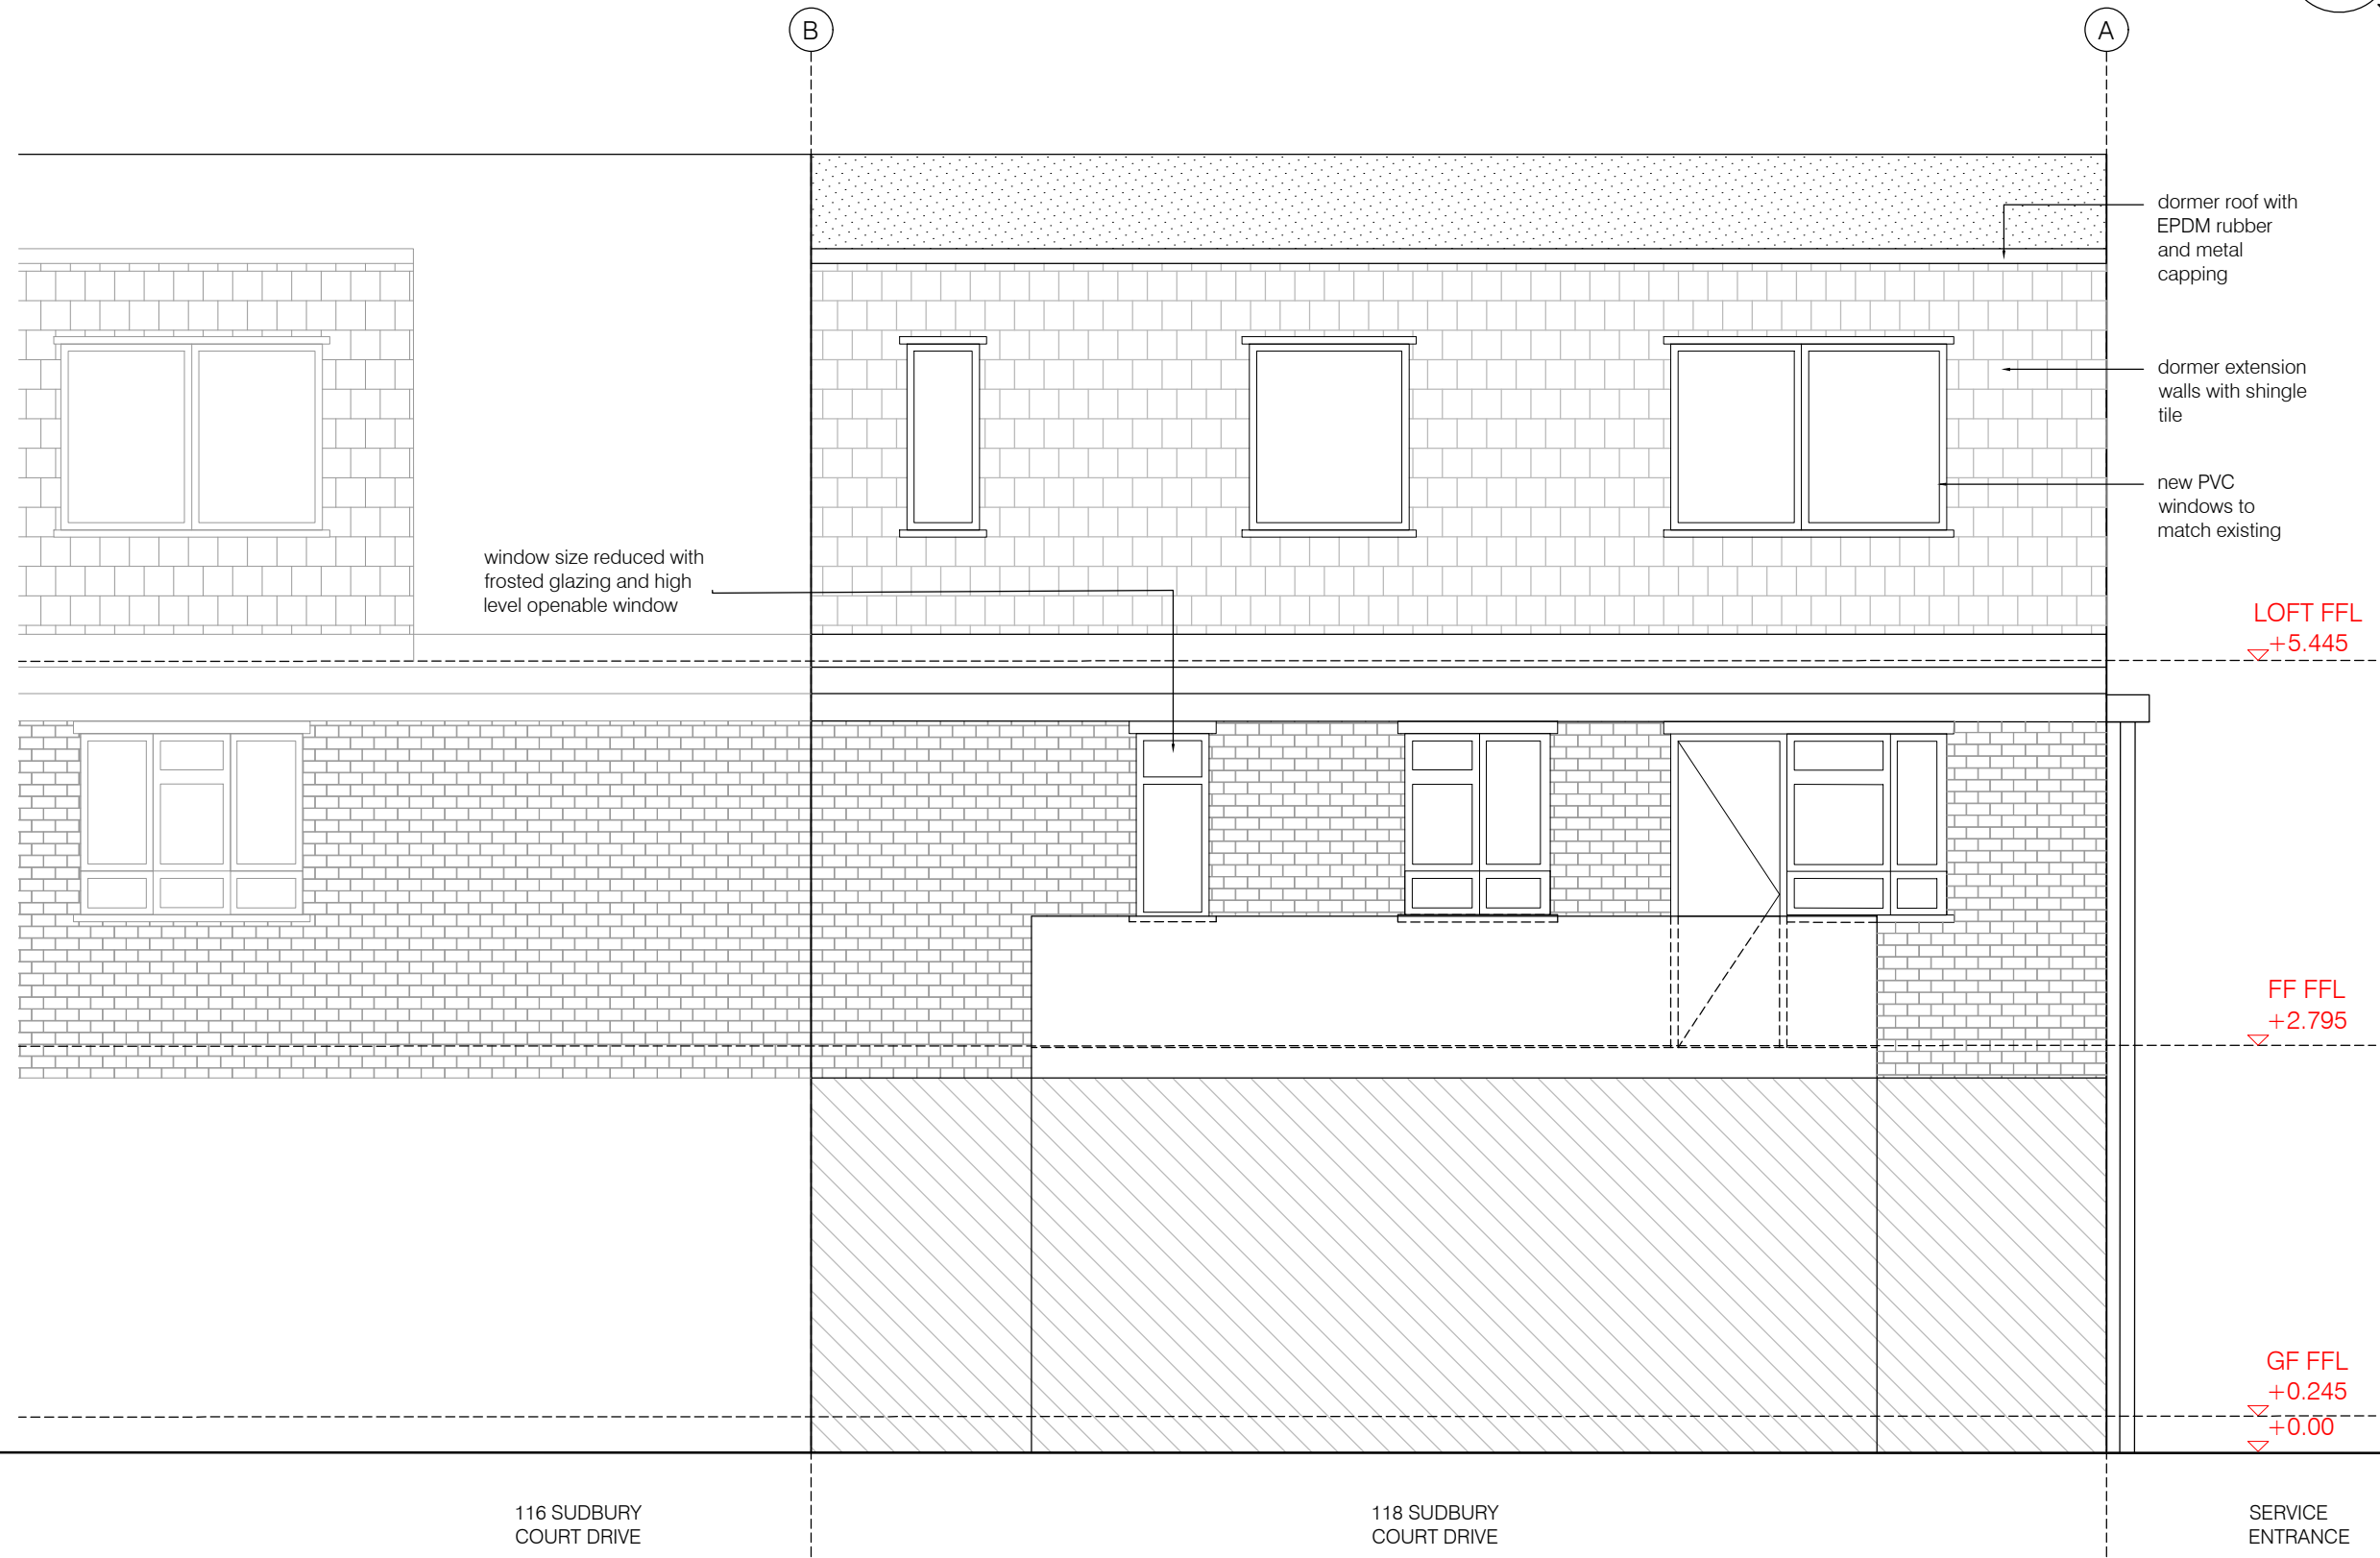 B
A
dormer roof with
EPDM rubber
and metal
capping
dormer extension
walls with shingle
tile
new PVC
windows to
match existing
window size reduced with
frosted glazing and high
level openable window
LOFT FFL
+5.445
FF FFL
+2.795
GF FFL
+0.245
+0.00
116 SUDBURY
COURT DRIVE
118 SUDBURY
COURT DRIVE
SERVICE
ENTRANCE